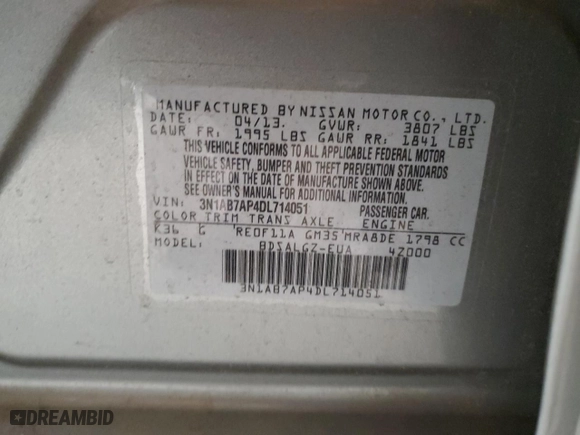 MANUFACTURED BY NISSAN MOTOR CO., LTD.
DATE: 04/13. GVWR: 3807 LBS
GAWR FR: 1995 LBS GAWR RR: 1841 LBS
THIS VEHICLE CONFORMS TO ALL APPLICABLE FEDERAL MOTOR
VEHICLE SAFETY, BUMPER AND THEFT PREVENTION STANDARDS
IN EFFECT ON THE DATE OF MANUFACTURE SHOWN ABOVE.
SEE OWNER'S MANUAL FOR ADDITIONAL INFORMATION.
VIN: 3N1AB7AP4DL714051 PASSENGER CAR.
COLOR TRIM TRANS AXLE ENGINE
K36 G RE0F11A GM35 MRA8DE 1798 CC
MODEL: BDSALGZ-EUA 42000
3N1AB7AP4DL714051
DREAMBID